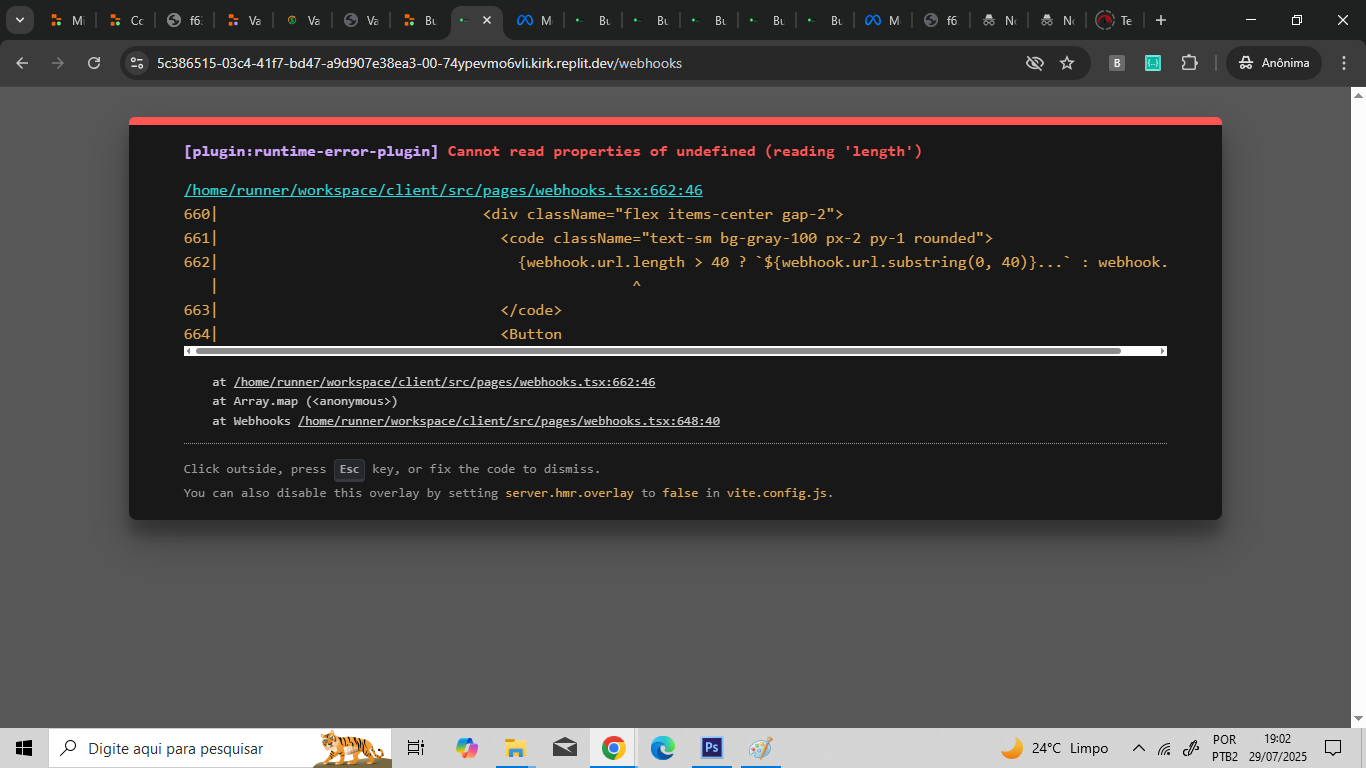 Mi
Co
f6
Va
Va
Va
Bu
Me
Bu
Bu
Bu
Bu
Bu
Me
f6
No
No
Te
5c386515-03c4-41f7-bd47-a9d907e38ea3-00-74ypevmo6vli.kirk.replit.dev/webhooks
B
Anônima
[plugin:runtime-error-plugin] Cannot read properties of undefined (reading 'length')
/home/runner/workspace/client/src/pages/webhooks.tsx:662:46
660| <div className="flex items-center gap-2">
661| <code className="text-sm bg-gray-100 px-2 py-1 rounded">
662| {webhook.url.length > 40 ? `${webhook.url.substring(0, 40)}...` : webhook.
| ^
663| </code>
664| <Button
at /home/runner/workspace/client/src/pages/webhooks.tsx:662:46
at Array.map (<anonymous>)
at Webhooks /home/runner/workspace/client/src/pages/webhooks.tsx:648:40
Click outside, press Esc key, or fix the code to dismiss.
You can also disable this overlay by setting server.hmr.overlay to false in vite.config.js.
Digite aqui para pesquisar
Ps
24°C Limpo
POR
PTB2
19:02
29/07/2025